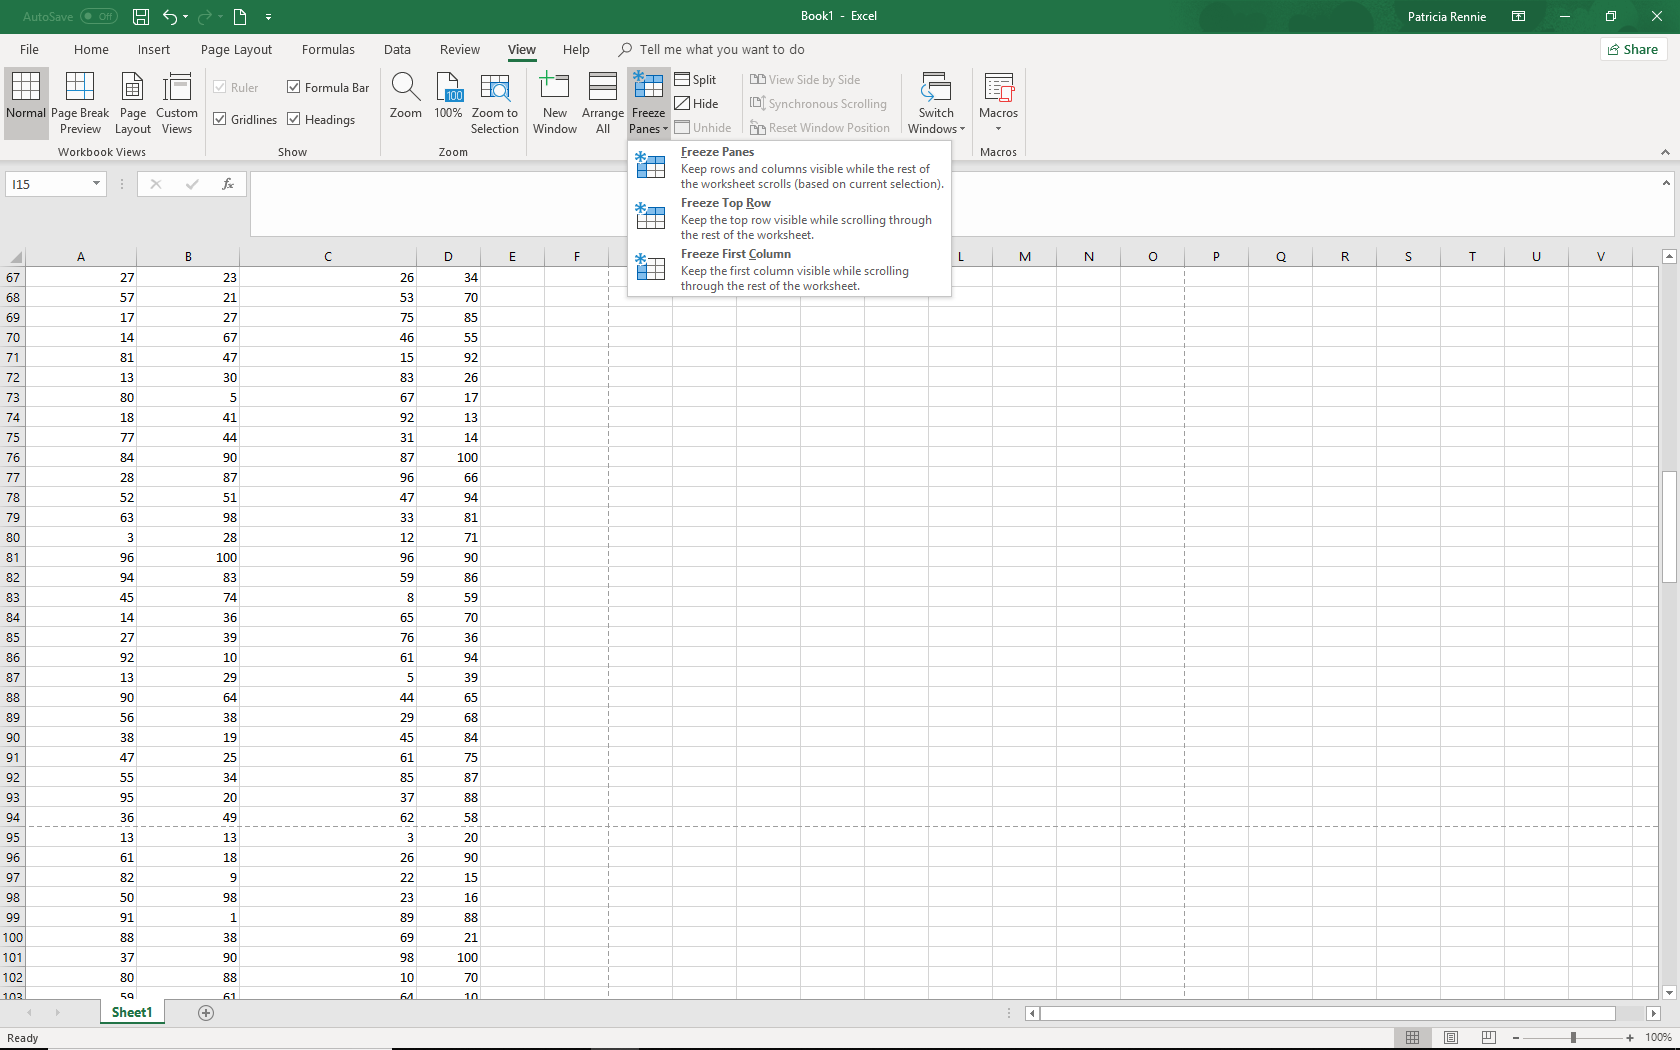 AutoSave Off Book1 - Excel Patricia Rennie
File Home Insert Page Layout Formulas Data Review View Help Tell me what you want to do Share
Normal Page Break Preview Page Layout Custom Views
Workbook Views
Ruler Formula Bar
Gridlines Headings
Show
Zoom 100% Zoom to Selection
100
Zoom
New Window Arrange All Freeze Panes
Split
Hide
Unhide
View Side by Side
Synchronous Scrolling
Reset Window Position
Switch Windows
Macros
Macros
Freeze Panes
Keep rows and columns visible while the rest of
the worksheet scrolls (based on current selection).
Freeze Top Row
Keep the top row visible while scrolling through
the rest of the worksheet.
Freeze First Column
Keep the first column visible while scrolling
through the rest of the worksheet.
I15 fx
A B C D E F L M N O P Q R S T U V
67 27 23 26 34
68 57 21 53 70
69 17 27 75 85
70 14 67 46 55
71 81 47 15 92
72 13 30 83 26
73 80 5 67 17
74 18 41 92 13
75 77 44 31 14
76 84 90 87 100
77 28 87 96 66
78 52 51 47 94
79 63 98 33 81
80 3 28 12 71
81 96 100 96 90
82 94 83 59 86
83 45 74 8 59
84 14 36 65 70
85 27 39 76 36
86 92 10 61 94
87 13 29 5 39
88 90 64 44 65
89 56 38 29 68
90 38 19 45 84
91 47 25 61 75
92 55 34 85 87
93 95 20 37 88
94 36 49 62 58
95 13 13 3 20
96 61 18 26 90
97 82 9 22 15
98 50 98 23 16
99 91 1 89 88
100 88 38 69 21
101 37 90 98 100
102 80 88 10 70
103 59 61 64 10
Sheet1
Ready 100%